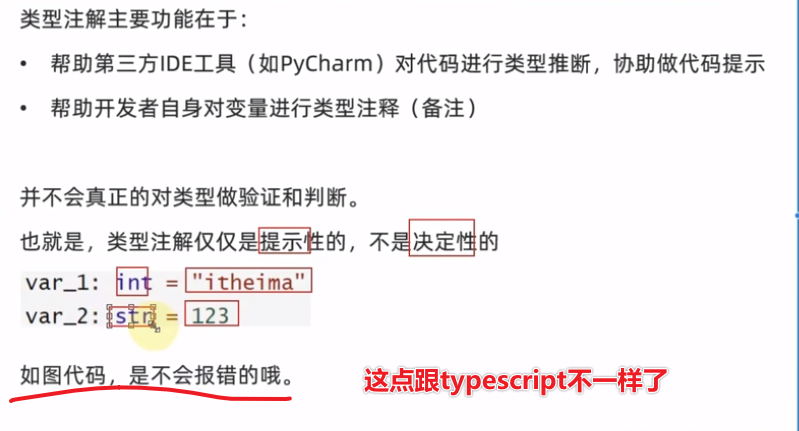 类型注解主要功能在于：
• 帮助第三方IDE工具（如PyCharm）对代码进行类型推断，协助做代码提示
• 帮助开发者自身对变量进行类型注释（备注）
并不会真正的对类型做验证和判断。
也就是，类型注解仅仅是提示性的，不是决定性的
var_1: int = "itheima"
var_2: str = 123
如图代码，是不会报错的哦。
这点跟typescript不一样了